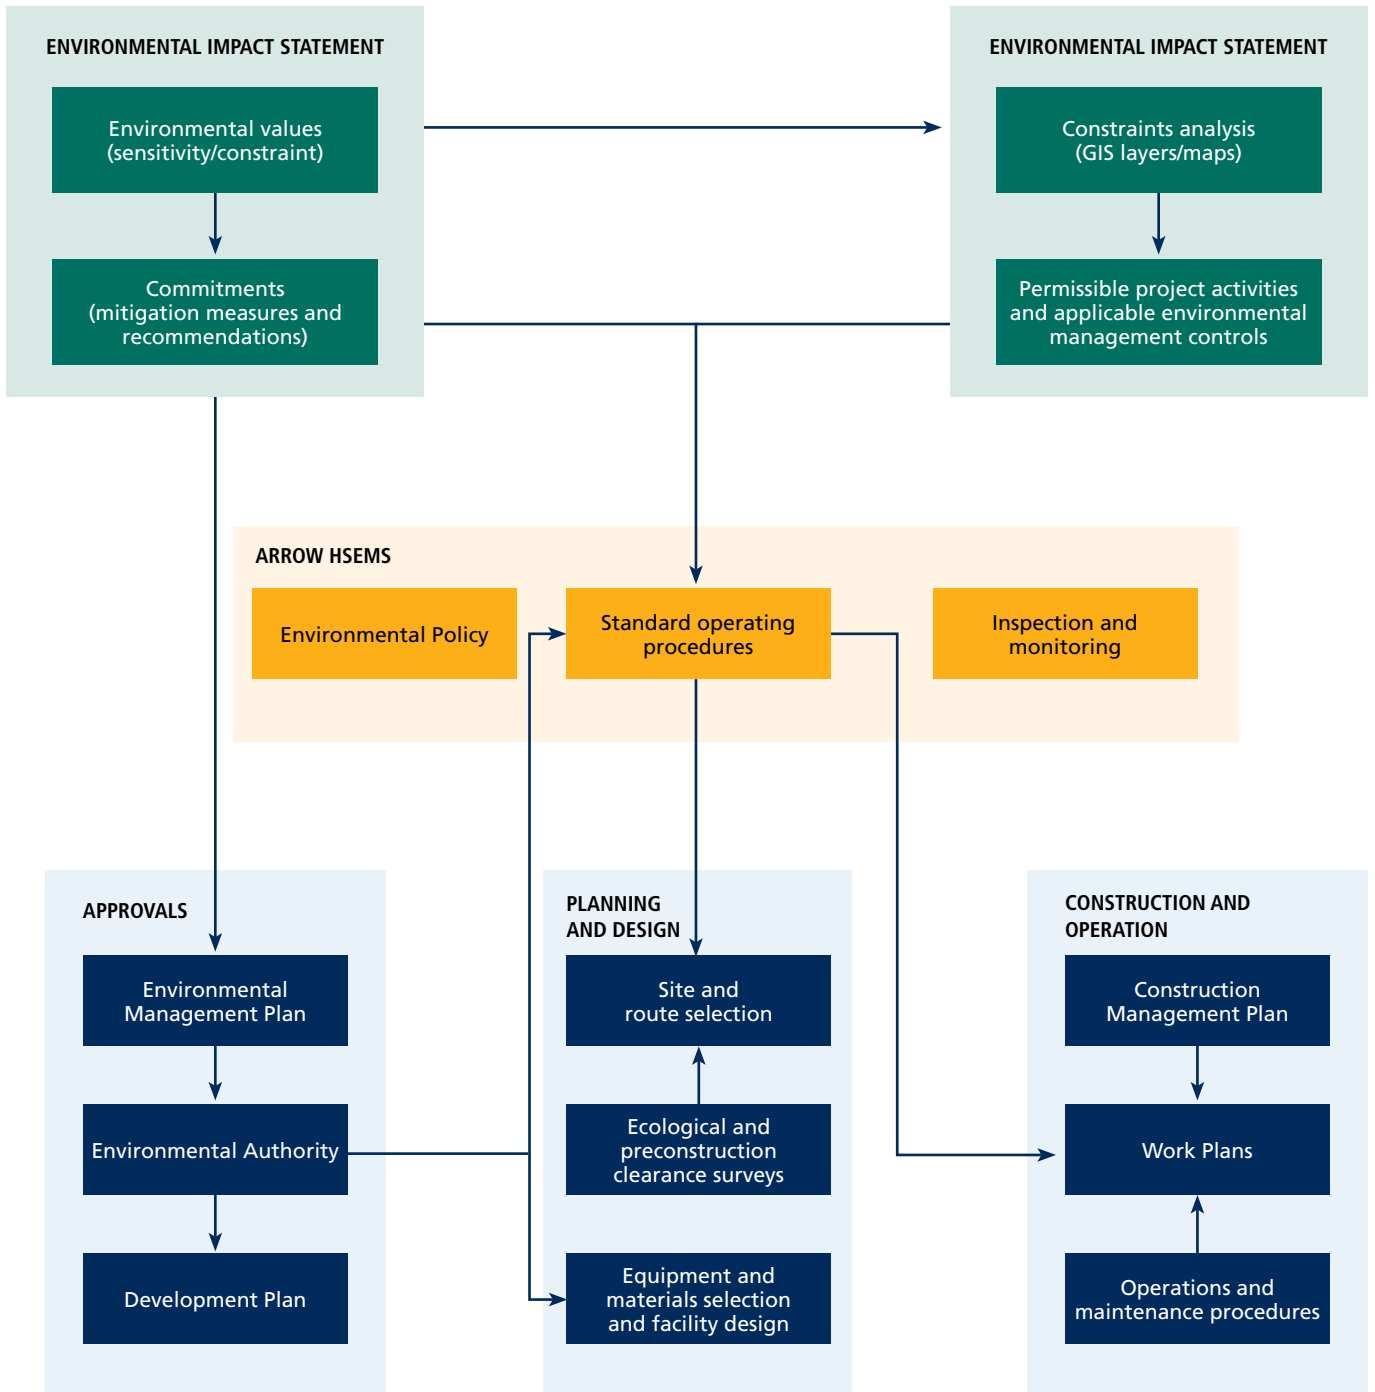 ENVIRONMENTAL IMPACT STATEMENT
Environmental values
(sensitivity/constraint)
Commitments
(mitigation measures and
recommendations)
ENVIRONMENTAL IMPACT STATEMENT
Constraints analysis
(GIS layers/maps)
Permissible project activities
and applicable environmental
management controls
ARROW HSEMS
Environmental Policy
Standard operating
procedures
Inspection and
monitoring
APPROVALS
Environmental
Management Plan
Environmental Authority
Development Plan
PLANNING
AND DESIGN
Site and
route selection
Ecological and
preconstruction
clearance surveys
Equipment and
materials selection
and facility design
CONSTRUCTION AND
OPERATION
Construction
Management Plan
Work Plans
Operations and
maintenance procedures